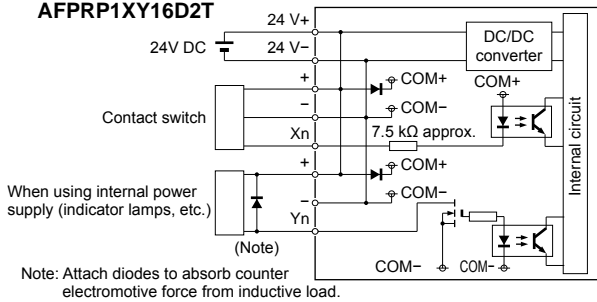 AFPRP1XY16D2T
24 V+
24V DC
24 V−
DC/DC
converter
+
COM+
COM+
−
COM−
Contact switch
Xn
7.5 kΩ approx.
Internal circuit
+
COM+
When using internal power
supply (indicator lamps, etc.)
−
COM−
Yn
(Note)
COM−
COM−
Note: Attach diodes to absorb counter
electromotive force from inductive load.